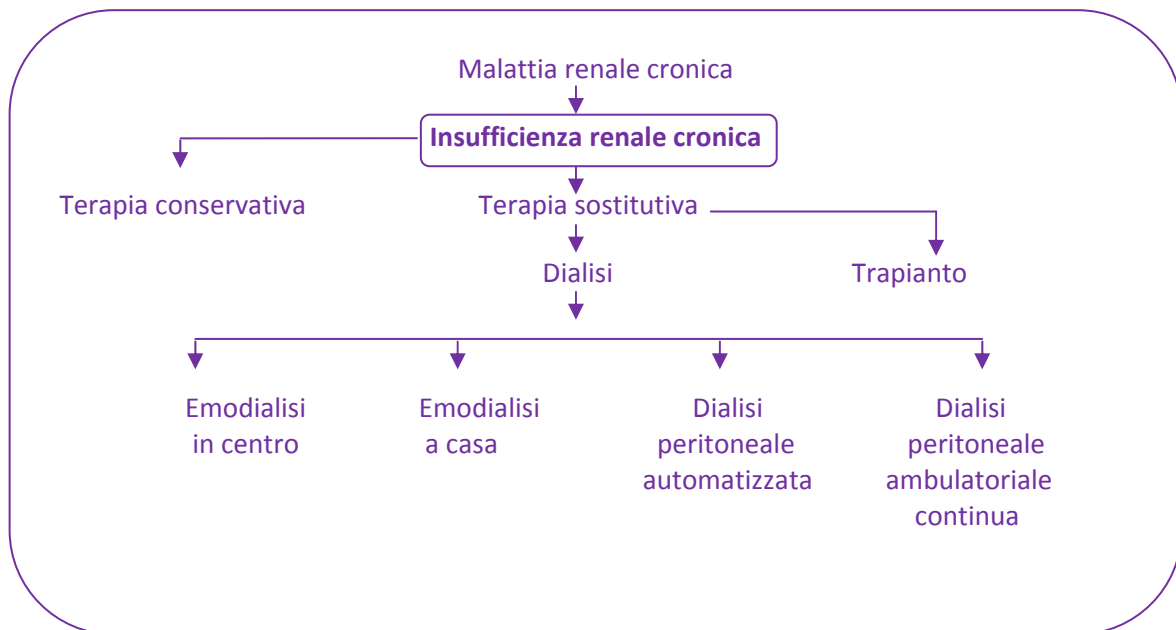 Malattia renale cronica
Insufficienza renale cronica
Terapia conservativa
Terapia sostitutiva
Dialisi
Trapianto
Emodialisi
in centro
Emodialisi
a casa
Dialisi
peritoneale
automatizzata
Dialisi
peritoneale
ambulatoriale
continua